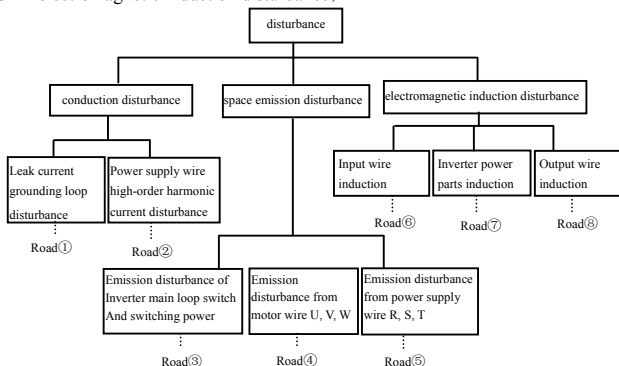 disturbance
conduction disturbance
space emission disturbance
electromagnetic induction disturbance
Leak current
grounding loop
disturbance
Power supply wire
high-order harmonic
current disturbance
Input wire
induction
Inverter power
parts induction
Output wire
induction
Road①
Road②
Road⑥
Road⑦
Road⑧
Emission disturbance of
Inverter main loop switch
And switching power
Emission
disturbance from
motor wire U, V, W
Emission disturbance
from power supply
wire R, S, T
Road③
Road④
Road⑤